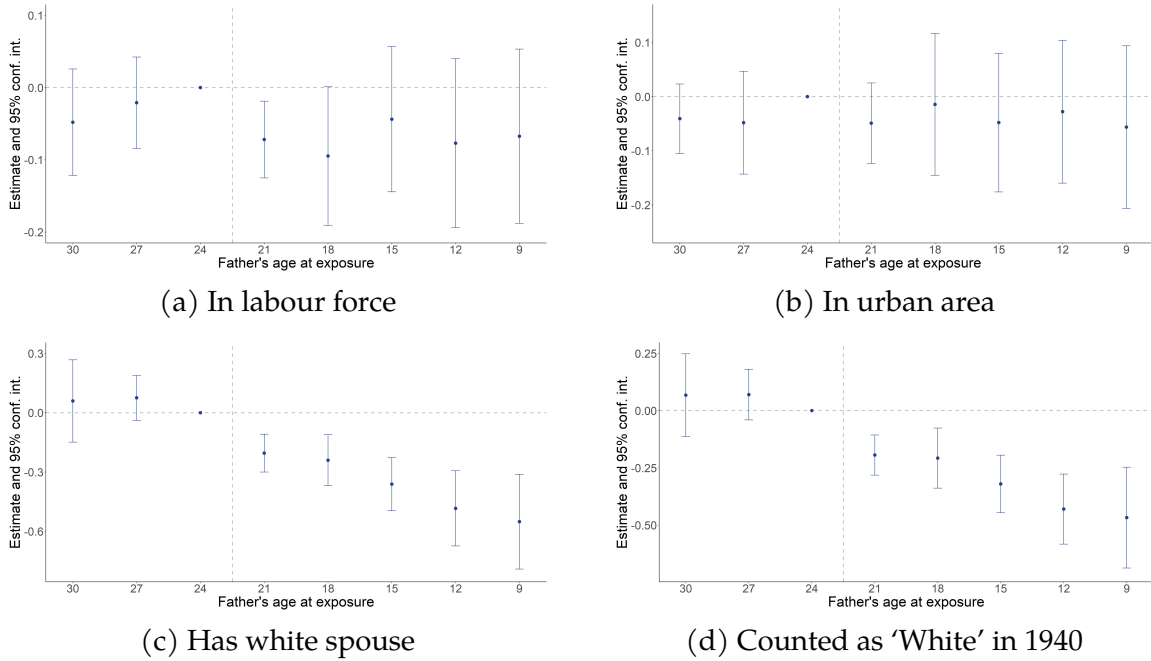 Estimate and 95% conf. int.
0.1
0.0
-0.1
-0.2
30 27 24 21 18 15 12 9
Father's age at exposure
(a) In labour force
Estimate and 95% conf. int.
0.1
0.0
-0.1
-0.2
30 27 24 21 18 15 12 9
Father's age at exposure
(b) In urban area
Estimate and 95% conf. int.
0.3
0.0
-0.3
-0.6
30 27 24 21 18 15 12 9
Father's age at exposure
(c) Has white spouse
Estimate and 95% conf. int.
0.25
0.00
-0.25
-0.50
30 27 24 21 18 15 12 9
Father's age at exposure
(d) Counted as ‘White’ in 1940